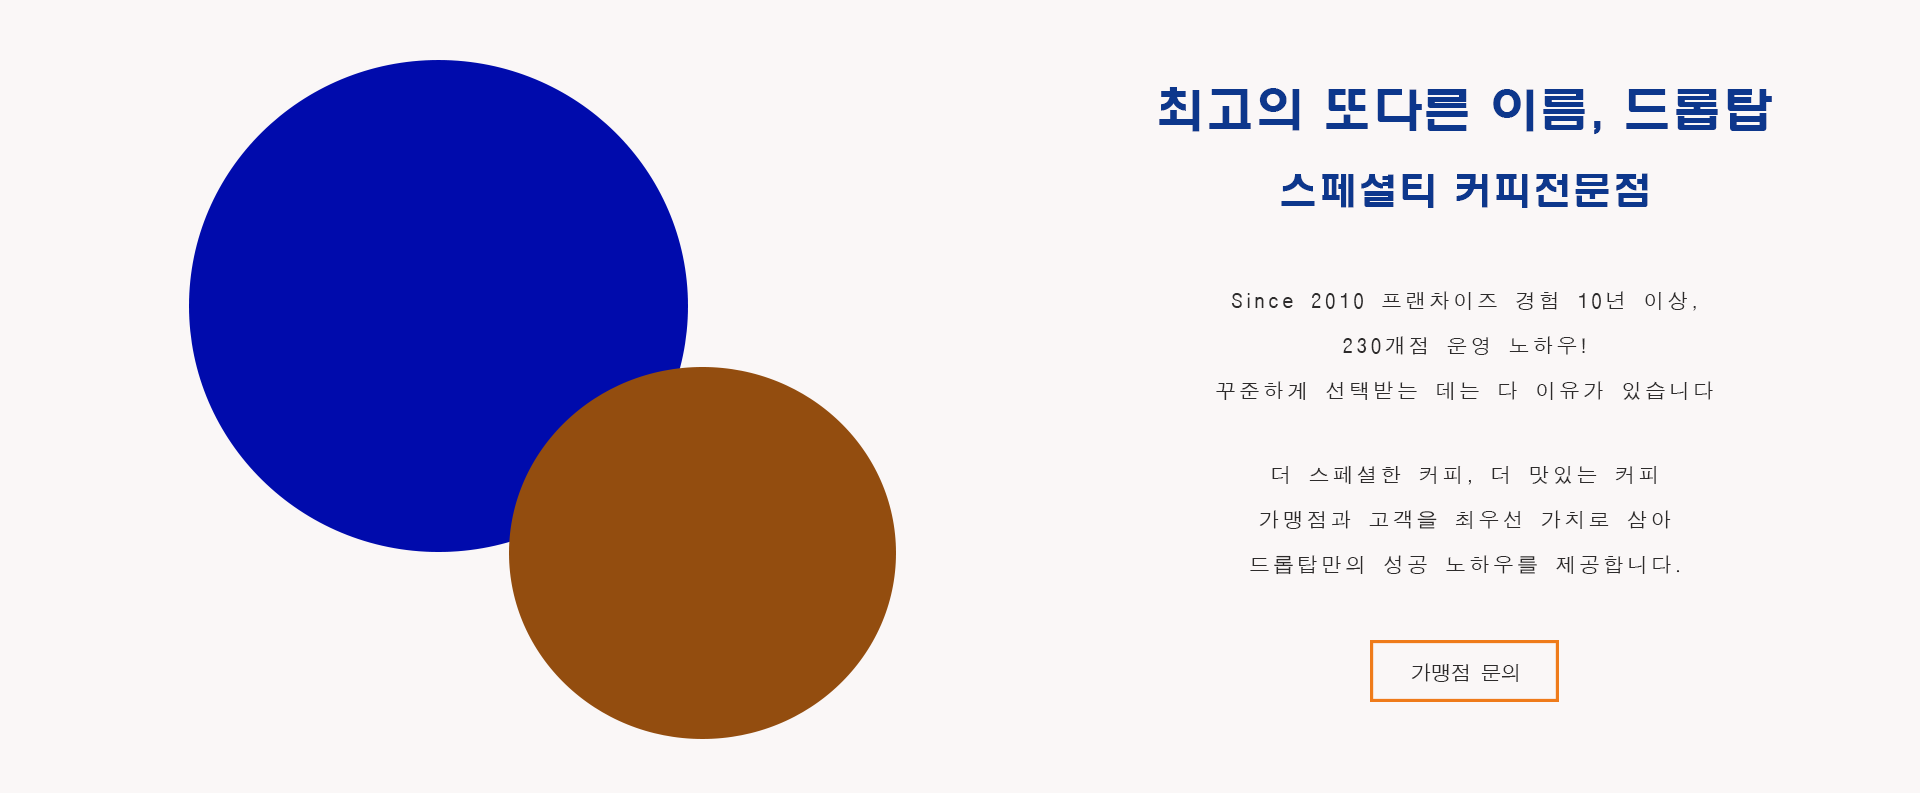 최고의 또다른 이름, 드롭탑
스페셜티 커피전문점
Since 2010 프랜차이즈 경험 10년 이상,
230개점 운영 노하우!
꾸준하게 선택받는 데는 다 이유가 있습니다
더 스페셜한 커피, 더 맛있는 커피
가맹점과 고객을 최우선 가치로 삼아
드롭탑만의 성공 노하우를 제공합니다.
가맹점 문의